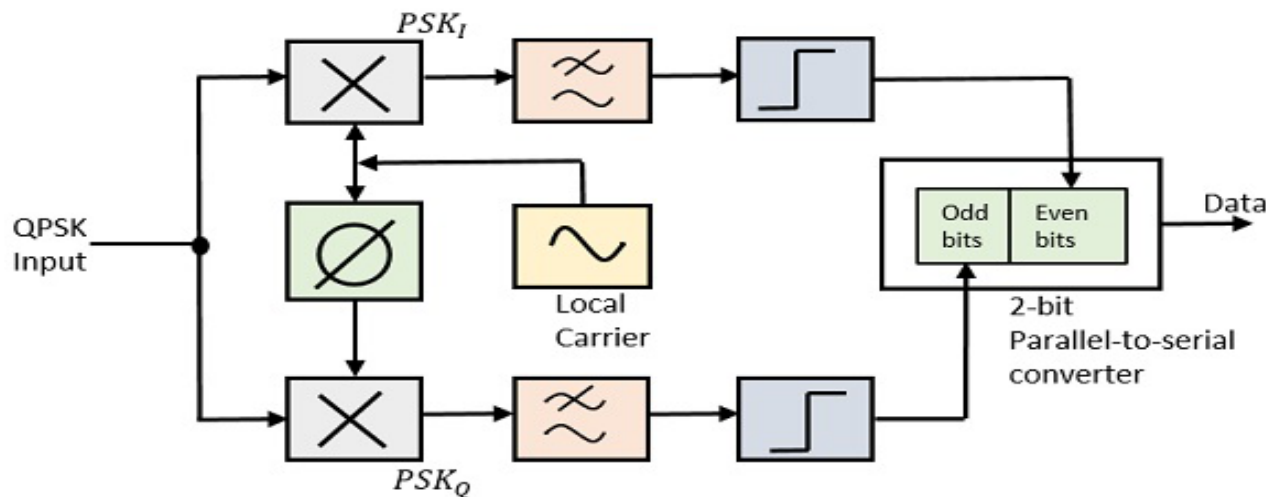 PSK_I
QPSK
Input
Odd
bits
Even
bits
Data
Local
Carrier
2-bit
Parallel-to-serial
converter
PSK_Q